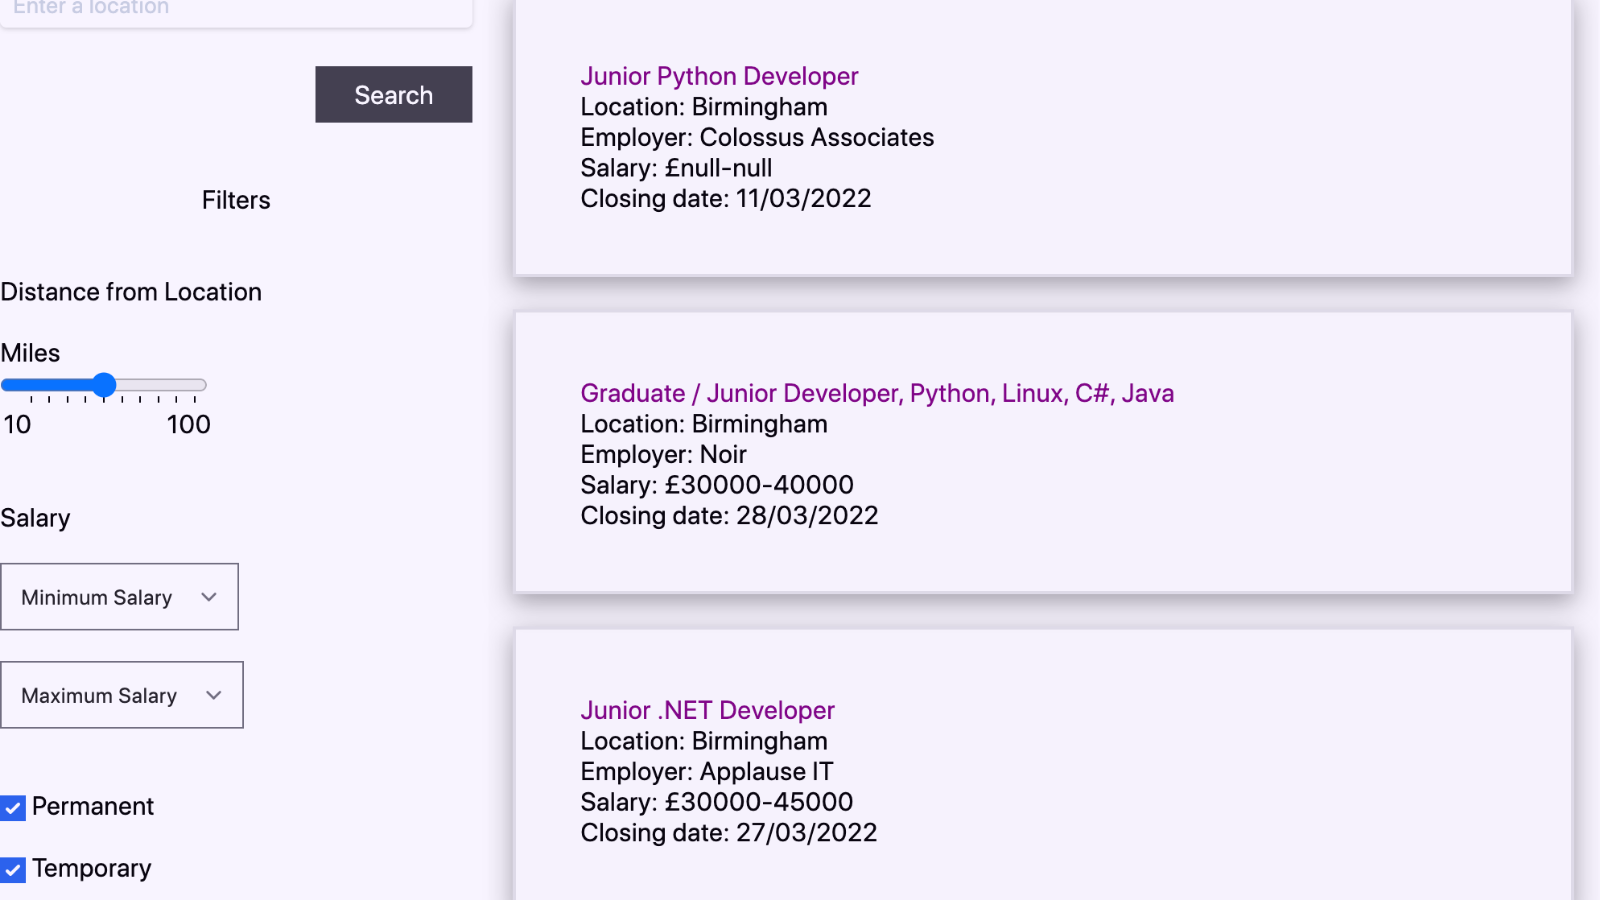 Enter a location
Search
Filters
Distance from Location
Miles
10 100
Salary
Minimum Salary
Maximum Salary
Permanent
Temporary
Junior Python Developer
Location: Birmingham
Employer: Colossus Associates
Salary: £null-null
Closing date: 11/03/2022
Graduate / Junior Developer, Python, Linux, C#, Java
Location: Birmingham
Employer: Noir
Salary: £30000-40000
Closing date: 28/03/2022
Junior .NET Developer
Location: Birmingham
Employer: Applause IT
Salary: £30000-45000
Closing date: 27/03/2022